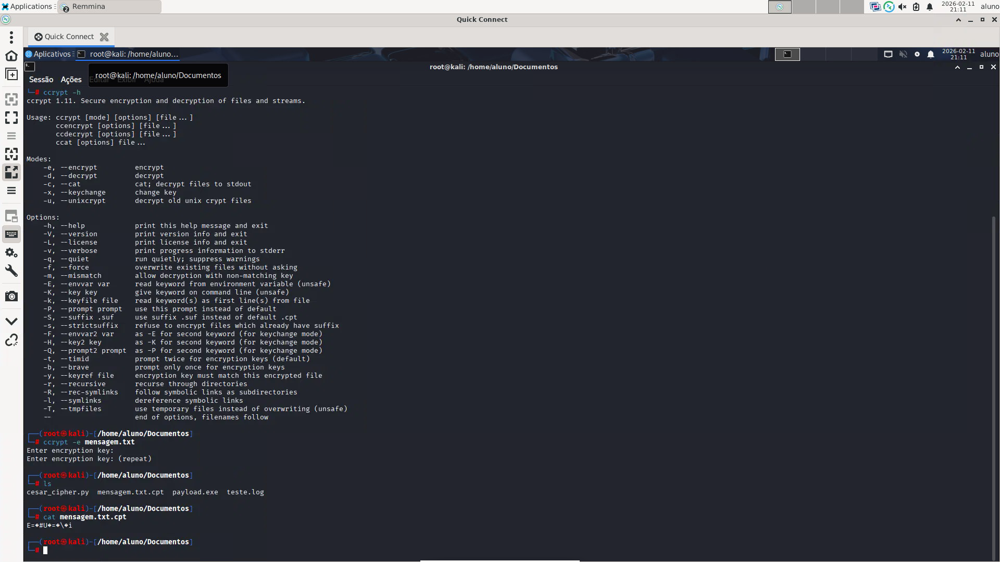 Applications
Remmina
2
2026-02-11
21:11
aluno
Quick Connect
Quick Connect
Aplicativos
root@kali: /home/aluno...
2026-02-11
21:11
aluno
root@kali: /home/aluno/Documentos
root@kali: /home/aluno/Documentos
Sessão Ações Editar Exibir Ajuda
└─# ccrypt -h
ccrypt 1.11. Secure encryption and decryption of files and streams.
Usage: ccrypt [mode] [options] [file...]
ccencrypt [options] [file...]
ccdecrypt [options] [file...]
ccat [options] file...
Modes:
-e, --encrypt encrypt
-d, --decrypt decrypt
-c, --cat cat; decrypt files to stdout
-x, --keychange change key
-u, --unixcrypt decrypt old unix crypt files
Options:
-h, --help print this help message and exit
-V, --version print version info and exit
-L, --license print license info and exit
-v, --verbose print progress information to stderr
-q, --quiet run quietly; suppress warnings
-f, --force overwrite existing files without asking
-m, --mismatch allow decryption with non-matching key
-E, --envvar var read keyword from environment variable (unsafe)
-K, --key key give keyword on command line (unsafe)
-k, --keyfile file read keyword(s) as first line(s) from file
-P, --prompt prompt use this prompt instead of default
-S, --suffix .suf use suffix .suf instead of default .cpt
-s, --strictsuffix refuse to encrypt files which already have suffix
-F, --envvar2 var as -E for second keyword (for keychange mode)
-H, --key2 key as -K for second keyword (for keychange mode)
-Q, --prompt2 prompt as -P for second keyword (for keychange mode)
-t, --timid prompt twice for encryption keys (default)
-b, --brave prompt only once for encryption keys
-y, --keyref file encryption key must match this encrypted file
-r, --recursive recurse through directories
-R, --rec-symlinks follow symbolic links as subdirectories
-l, --symlinks dereference symbolic links
-T, --tmpfiles use temporary files instead of overwriting (unsafe)
-- end of options, filenames follow
┌──(root㉿kali)-[/home/aluno/Documentos]
└─# ccrypt -e mensagem.txt
Enter encryption key:
Enter encryption key: (repeat)
┌──(root㉿kali)-[/home/aluno/Documentos]
└─# ls
cesar_cipher.py mensagem.txt.cpt payload.exe teste.log
┌──(root㉿kali)-[/home/aluno/Documentos]
└─# cat mensagem.txt.cpt
E=�#U�=�\�i
┌──(root㉿kali)-[/home/aluno/Documentos]
└─#